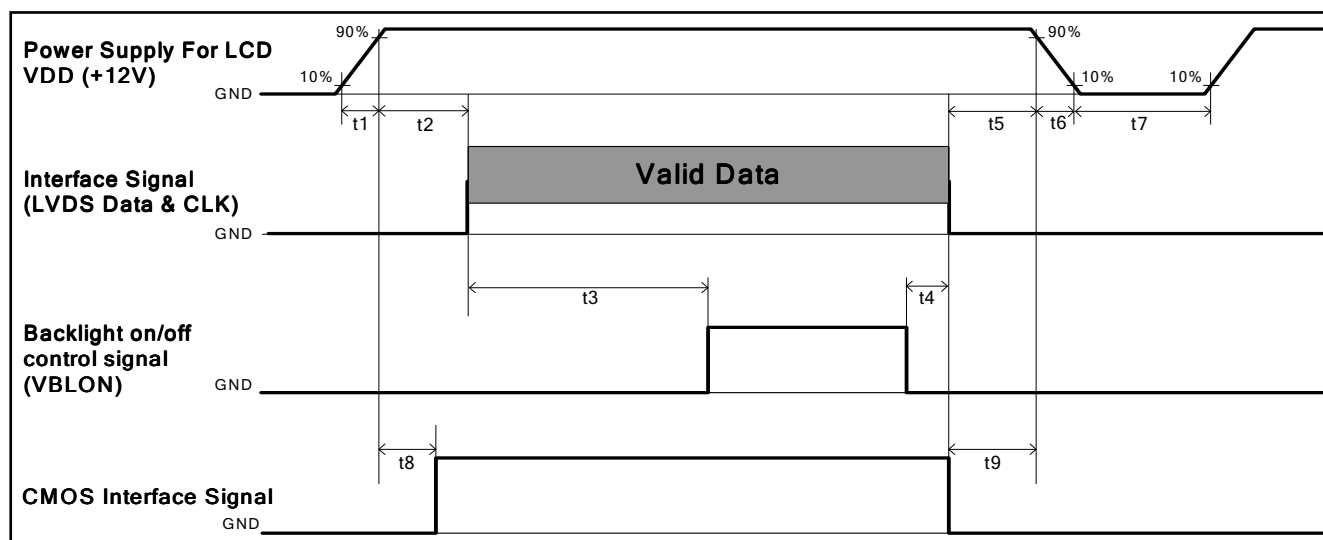 Power Supply For LCD
VDD (+12V)
90%
90%
10%
10%
10%
GND
t1
t2
t5
t6
t7
Valid Data
Interface Signal
(LVDS Data & CLK)
GND
t3
t4
Backlight on/off
control signal
(VBLON)
GND
t8
t9
CMOS Interface Signal
GND